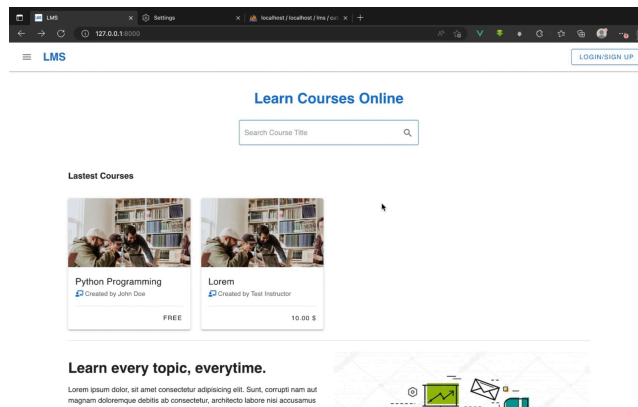 LMS
Settings
localhost / localhost / lms / cat
127.0.0.1:8000
LMS
LOGIN/SIGN UP
Learn Courses Online
Search Course Title
Lastest Courses
Python Programming
Created by John Doe
FREE
Lorem
Created by Test Instructor
10.00 $
Learn every topic, everytime.
Lorem ipsum dolor, sit amet consectetur adipisicing elit. Sunt, corrupti nam aut
magnam doloremque debitis ab consectetur, architecto labore nisi accusamus